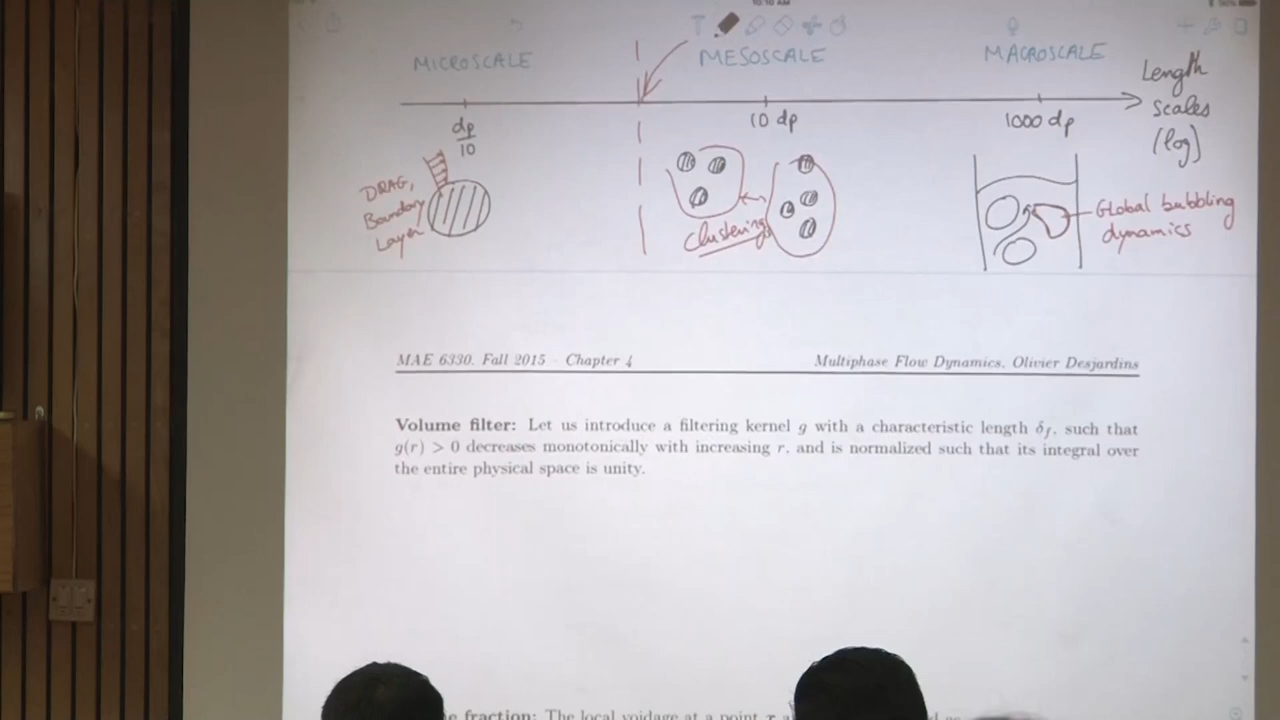 10:10 AM
MICROSCALE MESOSCALE MACROSCALE
Length
scales
(log)
dp
10
10 dp
1000 dp
DRAG,
Boundary
Layer
clustering
Global bubbling
dynamics
MAE 6330, Fall 2015 - Chapter 4 Multiphase Flow Dynamics, Olivier Desjardins
Volume filter: Let us introduce a filtering kernel g with a characteristic length δf, such that
g(r) > 0 decreases monotonically with increasing r, and is normalized such that its integral over
the entire physical space is unity.
fraction: The local voidage at a point x